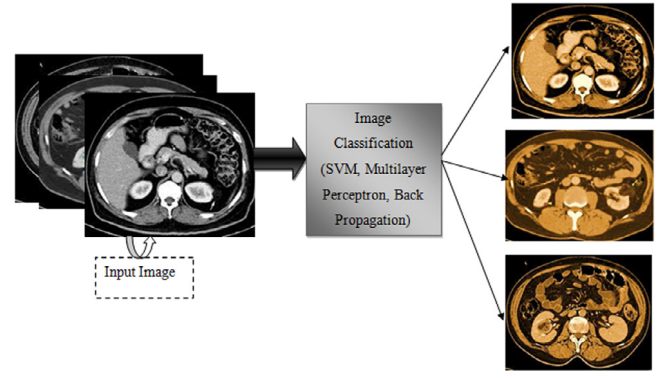 Input Image
Image
Classification
(SVM, Multilayer
Perceptron, Back
Propagation)